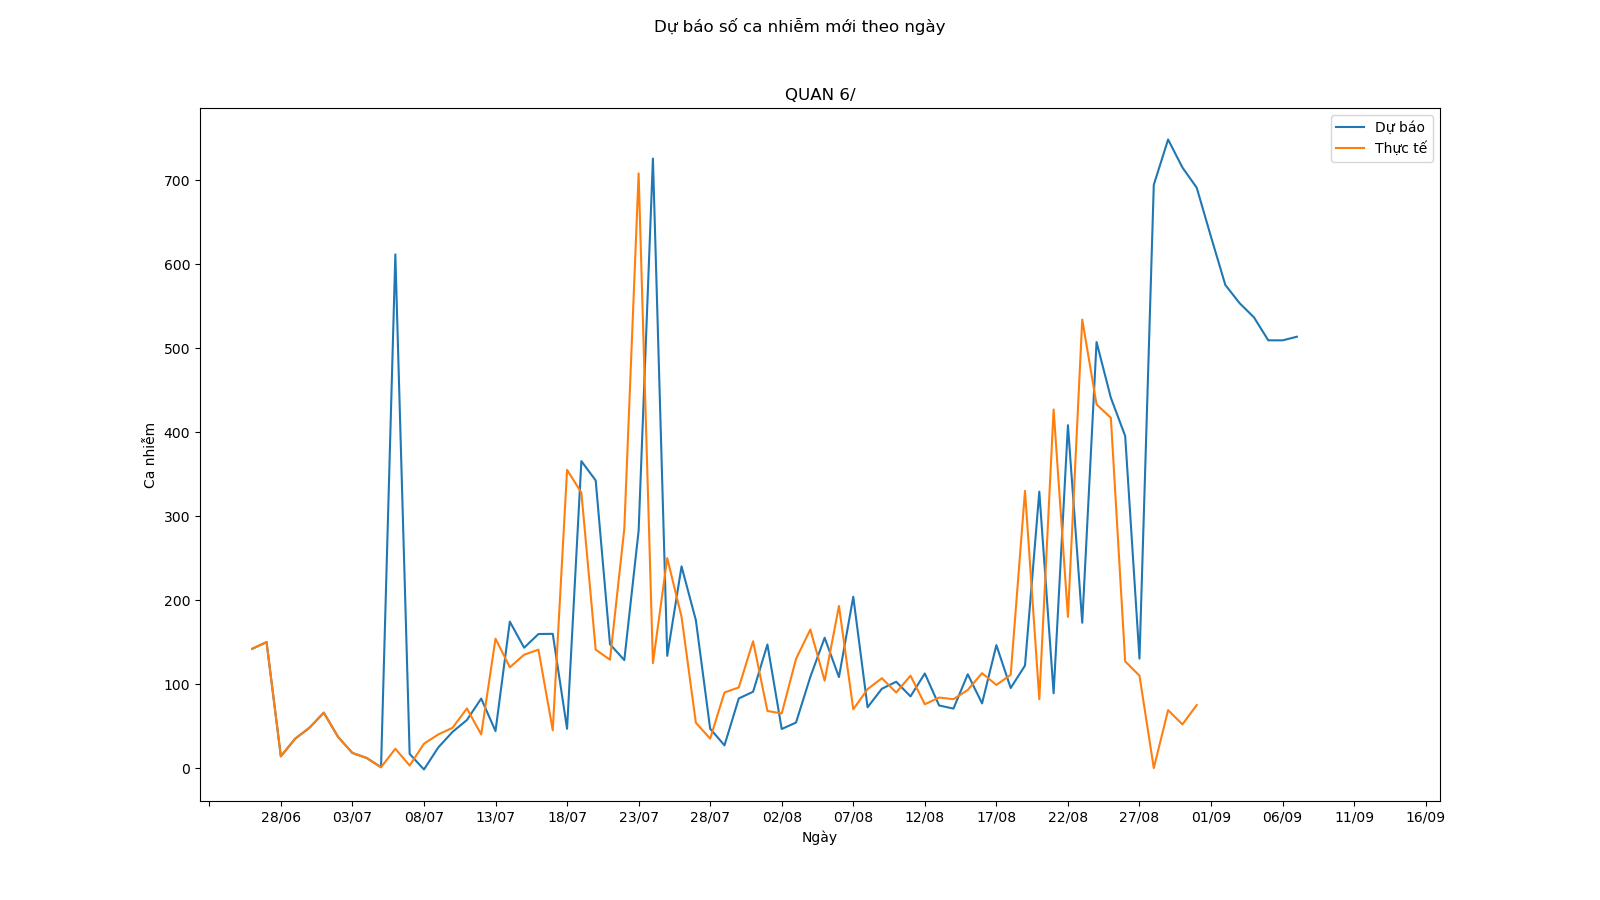 Dự báo số ca nhiễm mới theo ngày
QUAN 6/
Dự báo
Thực tế
700
600
500
400
300
200
100
0
Ca nhiễm
28/06 03/07 08/07 13/07 18/07 23/07 28/07 02/08 07/08 12/08 17/08 22/08 27/08 01/09 06/09 11/09 16/09
Ngày